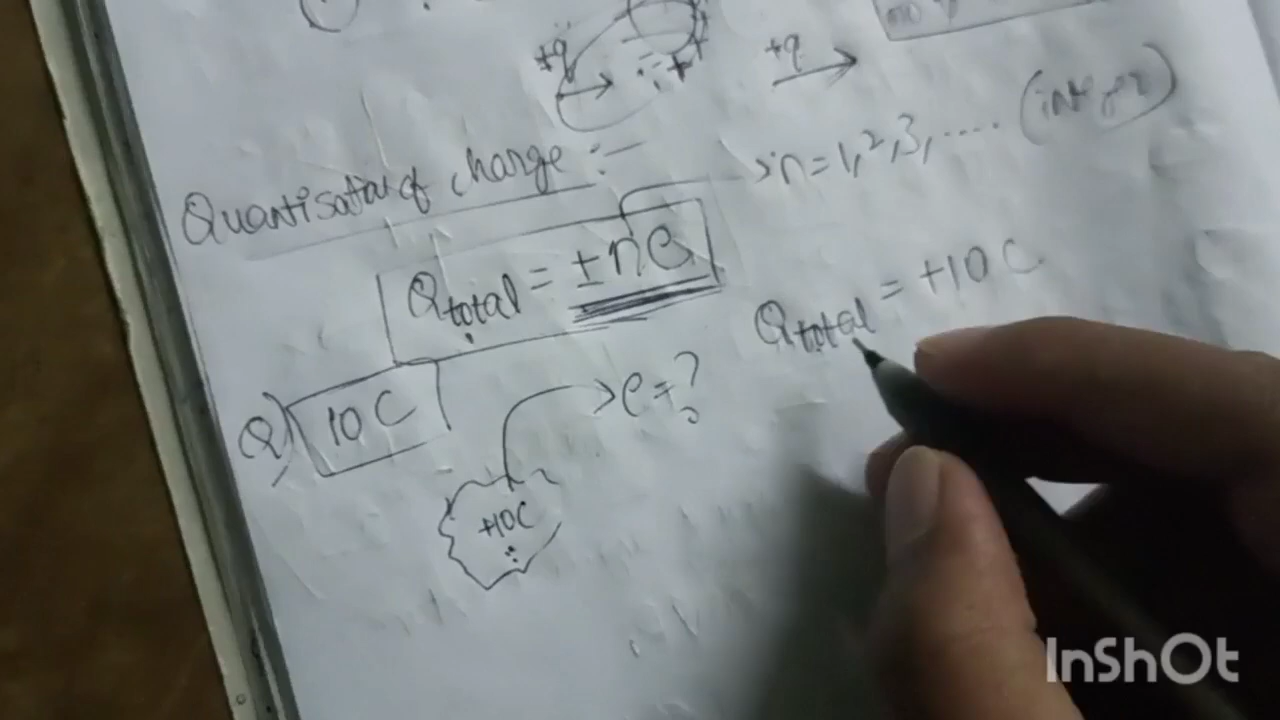 +q
+q
Quantisation of charge :-
n=1,2,3,..... (integer)
Qtotal = ±ne
Qtotal = +10 C
Q) 10 C
e=?
+10C
InShOt